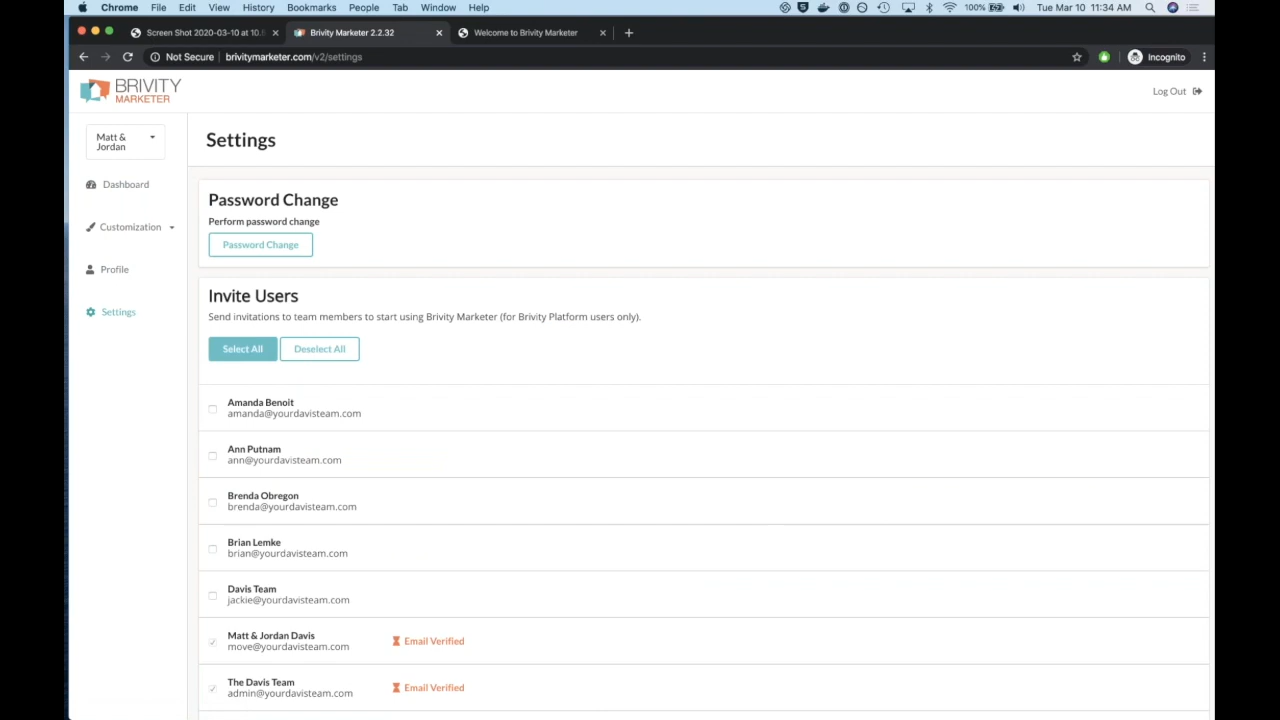 Chrome File Edit View History Bookmarks People Tab Window Help 100% Tue Mar 10 11:34 AM
Screen Shot 2020-03-10 at 10. Brivity Marketer 2.2.32 Welcome to Brivity Marketer
Not Secure brivitymarketer.com/v2/settings Incognito
BRIVITY
MARKETER
Log Out
Matt &
Jordan
Settings
Dashboard
Customization
Profile
Settings
Password Change
Perform password change
Password Change
Invite Users
Send invitations to team members to start using Brivity Marketer (for Brivity Platform users only).
Select All Deselect All
Amanda Benoit
amanda@yourdavisteam.com
Ann Putnam
ann@yourdavisteam.com
Brenda Obregon
brenda@yourdavisteam.com
Brian Lemke
brian@yourdavisteam.com
Davis Team
jackie@yourdavisteam.com
Matt & Jordan Davis
move@yourdavisteam.com
Email Verified
The Davis Team
admin@yourdavisteam.com
Email Verified